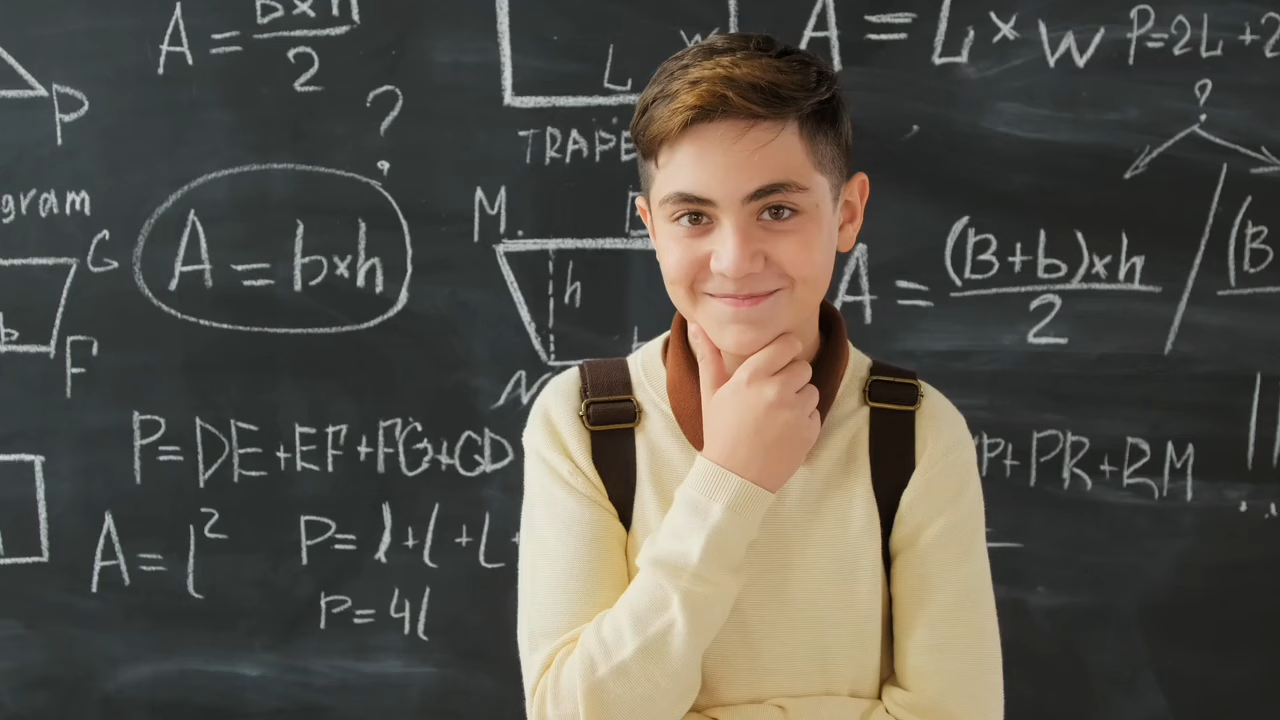 A = b×h / 2
L
W
A = L × W
P=2L +2
P
?
?
TRAPE
gram
M
G
A = b×h
h
A = (B+b)×h / 2
(B
b
F
N
P=DE+EF+FG+GD
P+PR+RM
A = l²
P= l+l +l +
P=4l